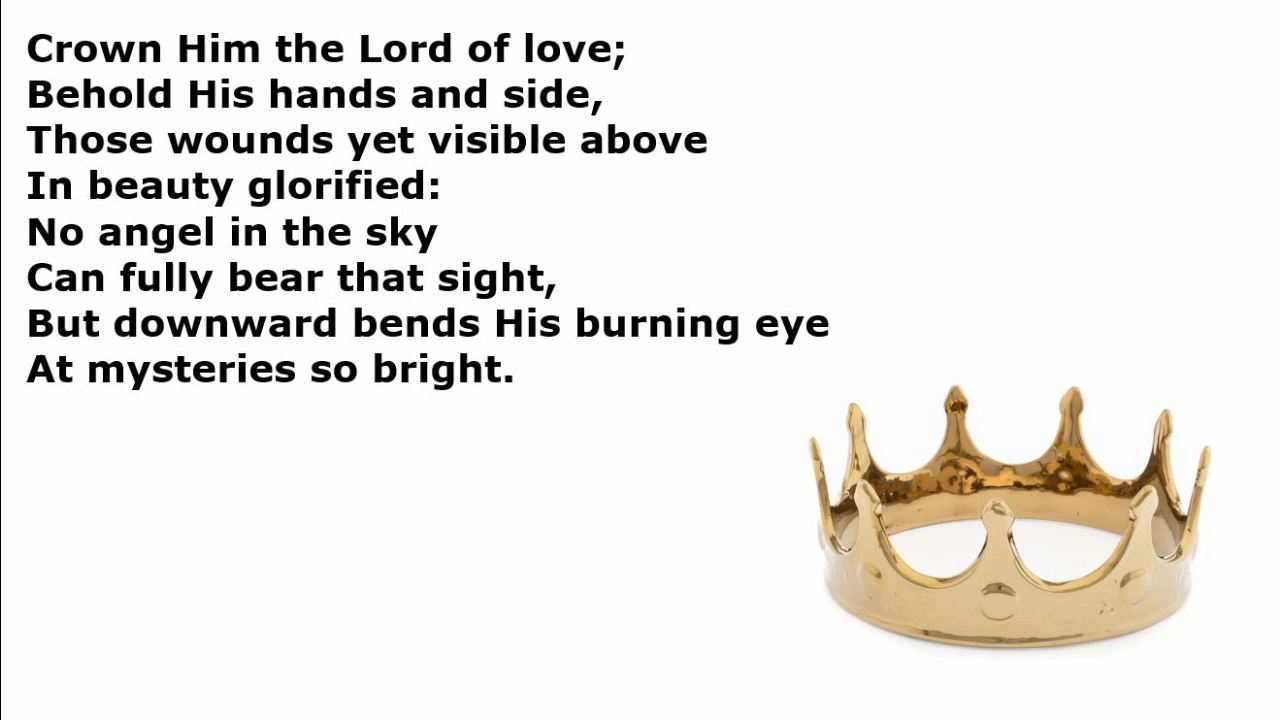 Crown Him the Lord of love;
Behold His hands and side,
Those wounds yet visible above
In beauty glorified:
No angel in the sky
Can fully bear that sight,
But downward bends His burning eye
At mysteries so bright.